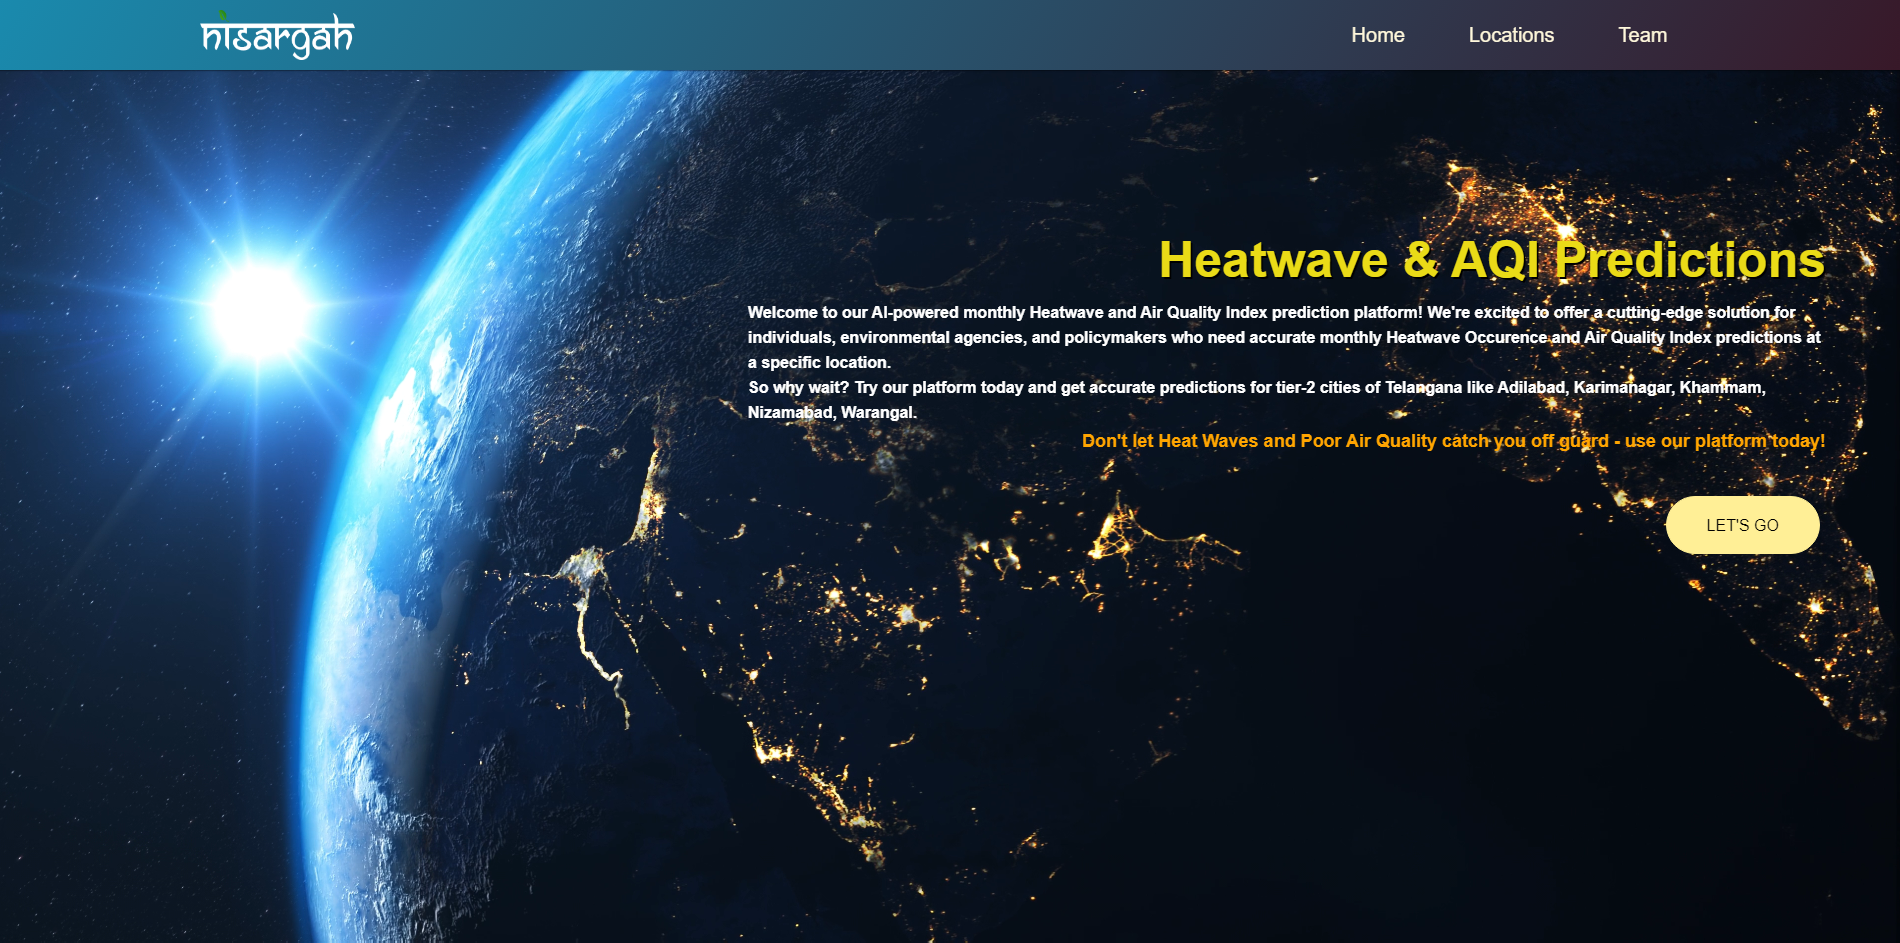 nisargah
Home
Locations
Team
Heatwave & AQI Predictions
Welcome to our AI-powered monthly Heatwave and Air Quality Index prediction platform! We're excited to offer a cutting-edge solution for
individuals, environmental agencies, and policymakers who need accurate monthly Heatwave Occurence and Air Quality Index predictions at
a specific location.
So why wait? Try our platform today and get accurate predictions for tier-2 cities of Telangana like Adilabad, Karimanagar, Khammam,
Nizamabad, Warangal.
Don't let Heat Waves and Poor Air Quality catch you off guard - use our platform today!
LET'S GO